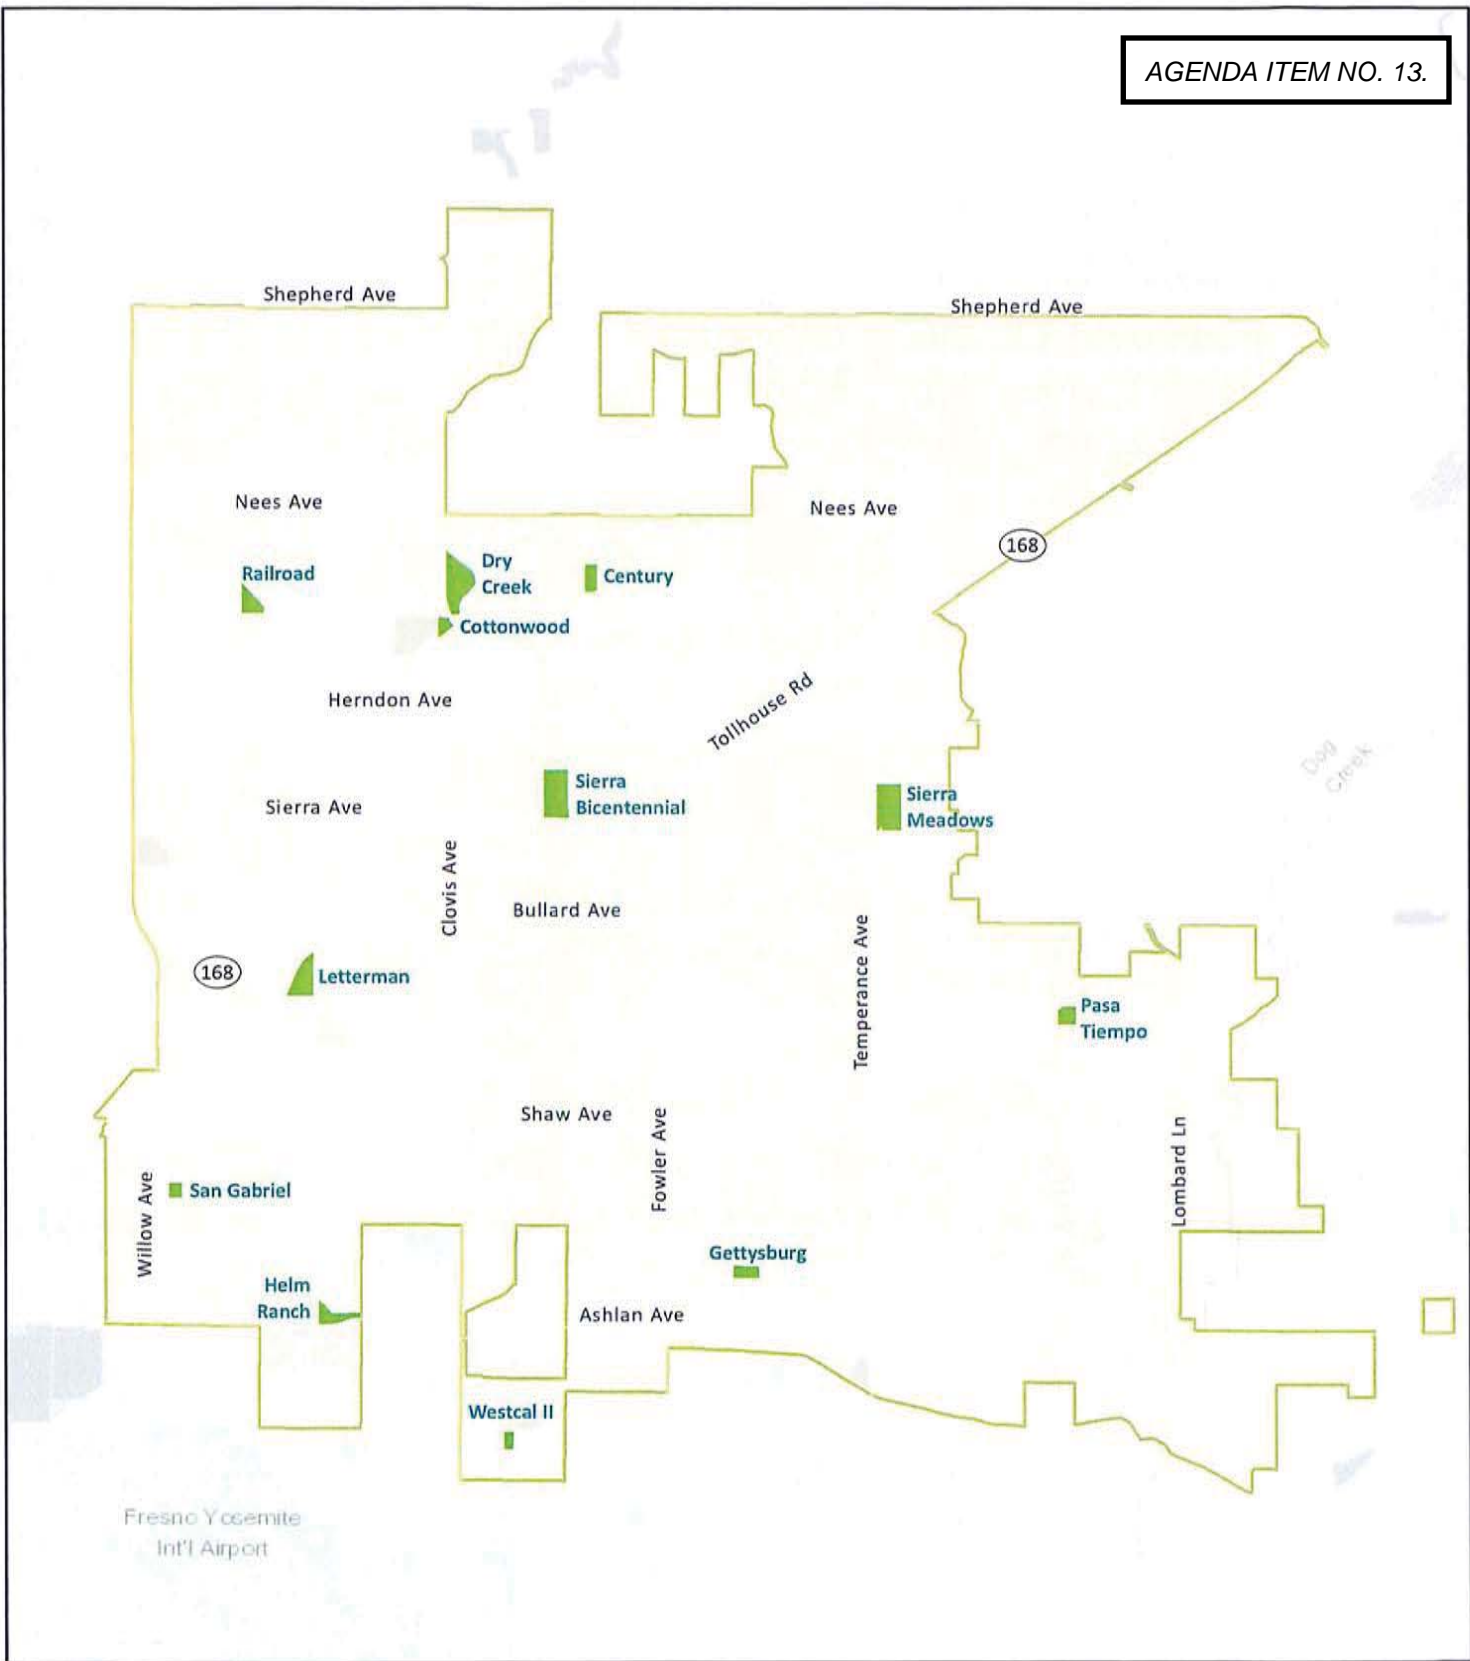 AGENDA ITEM NO. 13.
Shepherd Ave
Shepherd Ave
Nees Ave
Nees Ave
168
Railroad
Dry
Creek
Century
Cottonwood
Herndon Ave
Tollhouse Rd
Dog
Creek
Sierra
Bicentennial
Sierra
Meadows
Sierra Ave
Clovis Ave
Bullard Ave
Temperance Ave
168
Letterman
Pasa
Tiempo
Shaw Ave
Fowler Ave
Lombard Ln
Willow Ave
San Gabriel
Gettysburg
Helm
Ranch
Ashlan Ave
Westcal II
Fresno Yosemite
Int'l Airport